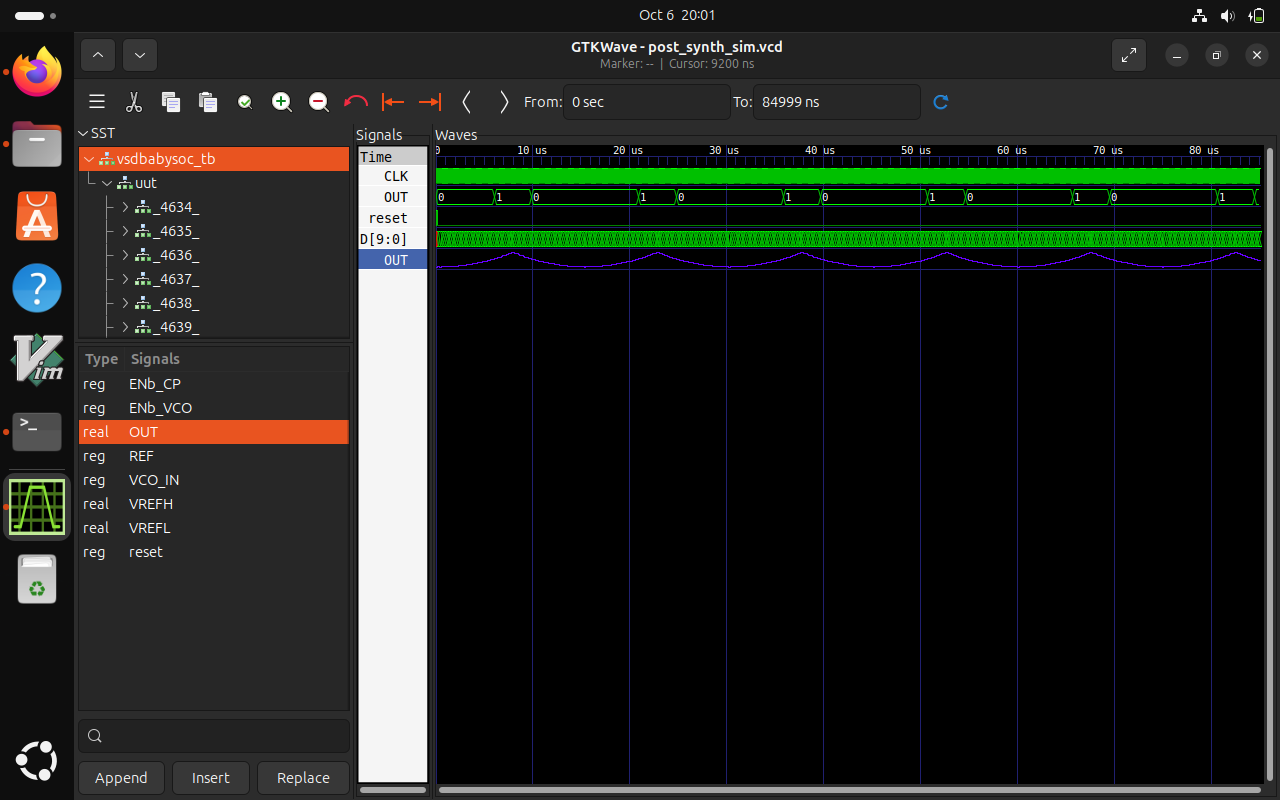 Oct 6 20:01
GTKWave - post_synth_sim.vcd
Marker: -- | Cursor: 9200 ns
From: 0 sec To: 84999 ns
SST
vsdbabysoc_tb
uut
_4634_
_4635_
_4636_
_4637_
_4638_
_4639_
Type Signals
reg ENb_CP
reg ENb_VCO
real OUT
reg REF
reg VCO_IN
real VREFH
real VREFL
reg reset
Append Insert Replace
Signals
Time
CLK
OUT
reset
D[9:0]
OUT
Waves
0 10 us 20 us 30 us 40 us 50 us 60 us 70 us 80 us
0 1 0 1 0 1 0 1 0 1 0 1
Vim
>_
?